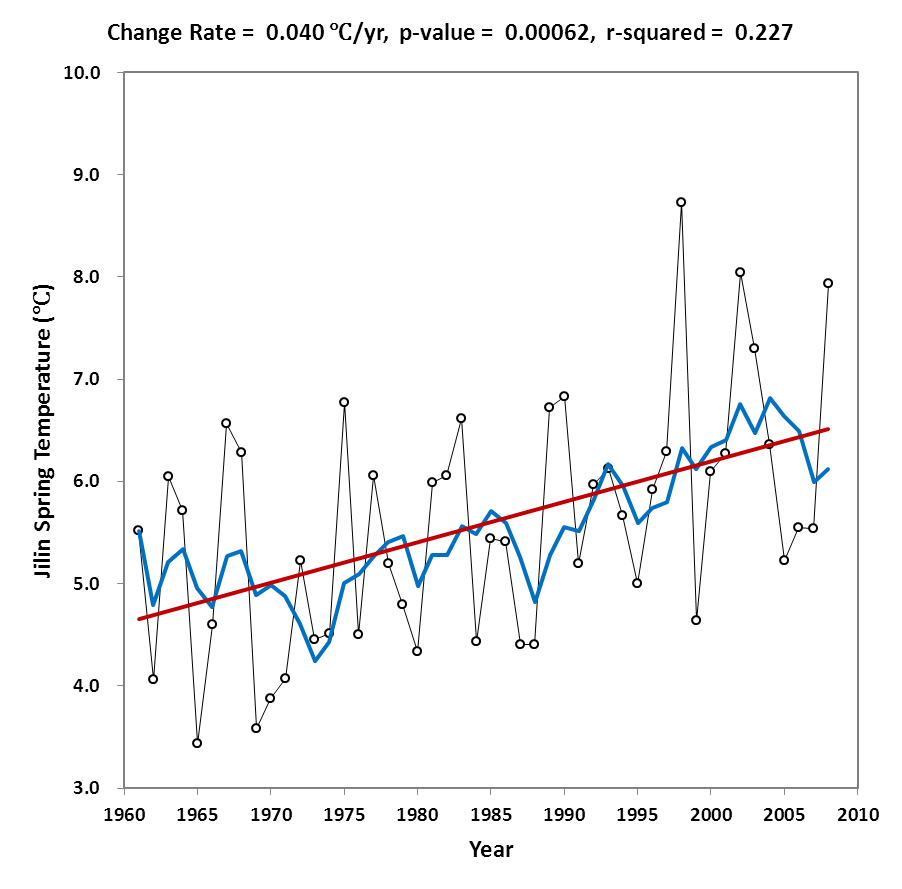 Change Rate = 0.040 ℃/yr, p-value = 0.00062, r-squared = 0.227
10.0
9.0
8.0
7.0
6.0
5.0
4.0
3.0
Jilin Spring Temperature (℃)
1960 1965 1970 1975 1980 1985 1990 1995 2000 2005 2010
Year